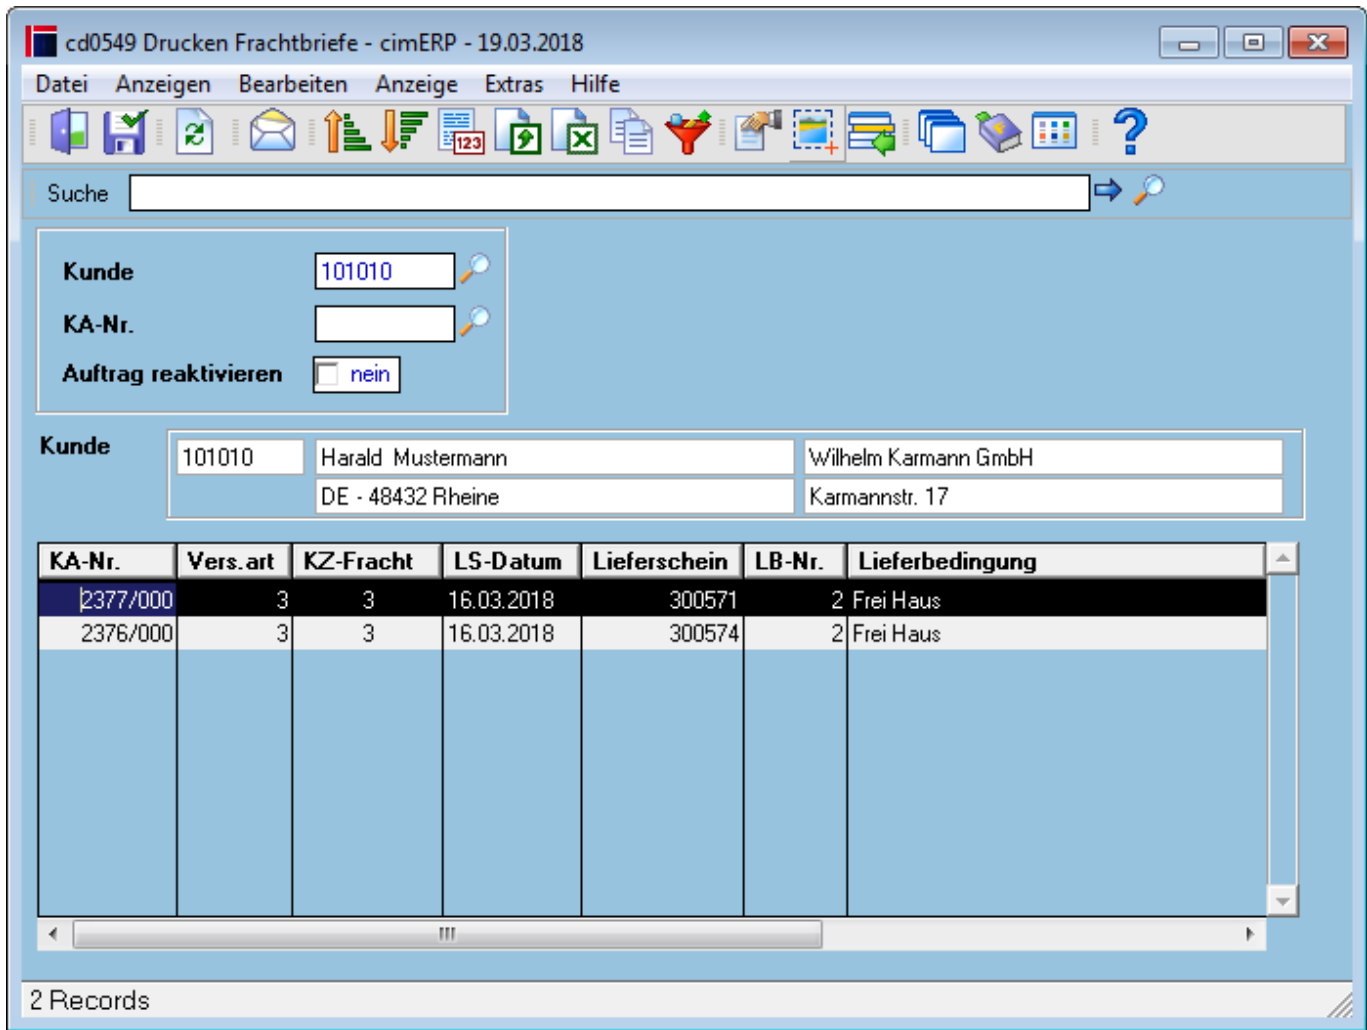 cd0549 Drucken Frachtbriefe - cimERP - 19.03.2018
Datei Anzeigen Bearbeiten Anzeige Extras Hilfe
123
Suche
Kunde 101010
KA-Nr.
Auftrag reaktivieren nein
Kunde 101010 Harald Mustermann Wilhelm Karmann GmbH
DE - 48432 Rheine Karmannstr. 17
KA-Nr. Vers.art KZ-Fracht LS-Datum Lieferschein LB-Nr. Lieferbedingung
2377/000 3 3 16.03.2018 300571 2 Frei Haus
2376/000 3 3 16.03.2018 300574 2 Frei Haus
2 Records